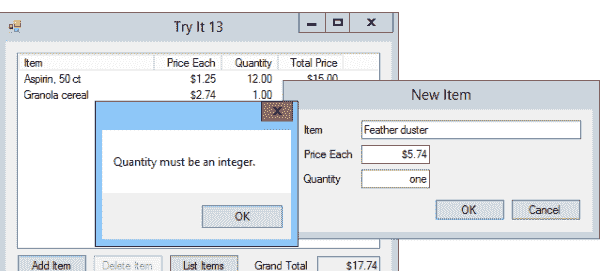 Try It 13
Item Price Each Quantity Total Price
Aspirin, 50 ct $1.25 12.00 $15.00
Granola cereal $2.74 1.00
New Item
Item Feather duster
Price Each $5.74
Quantity one
OK Cancel
Quantity must be an integer.
OK
Add Item Delete Item List Items Grand Total $17.74